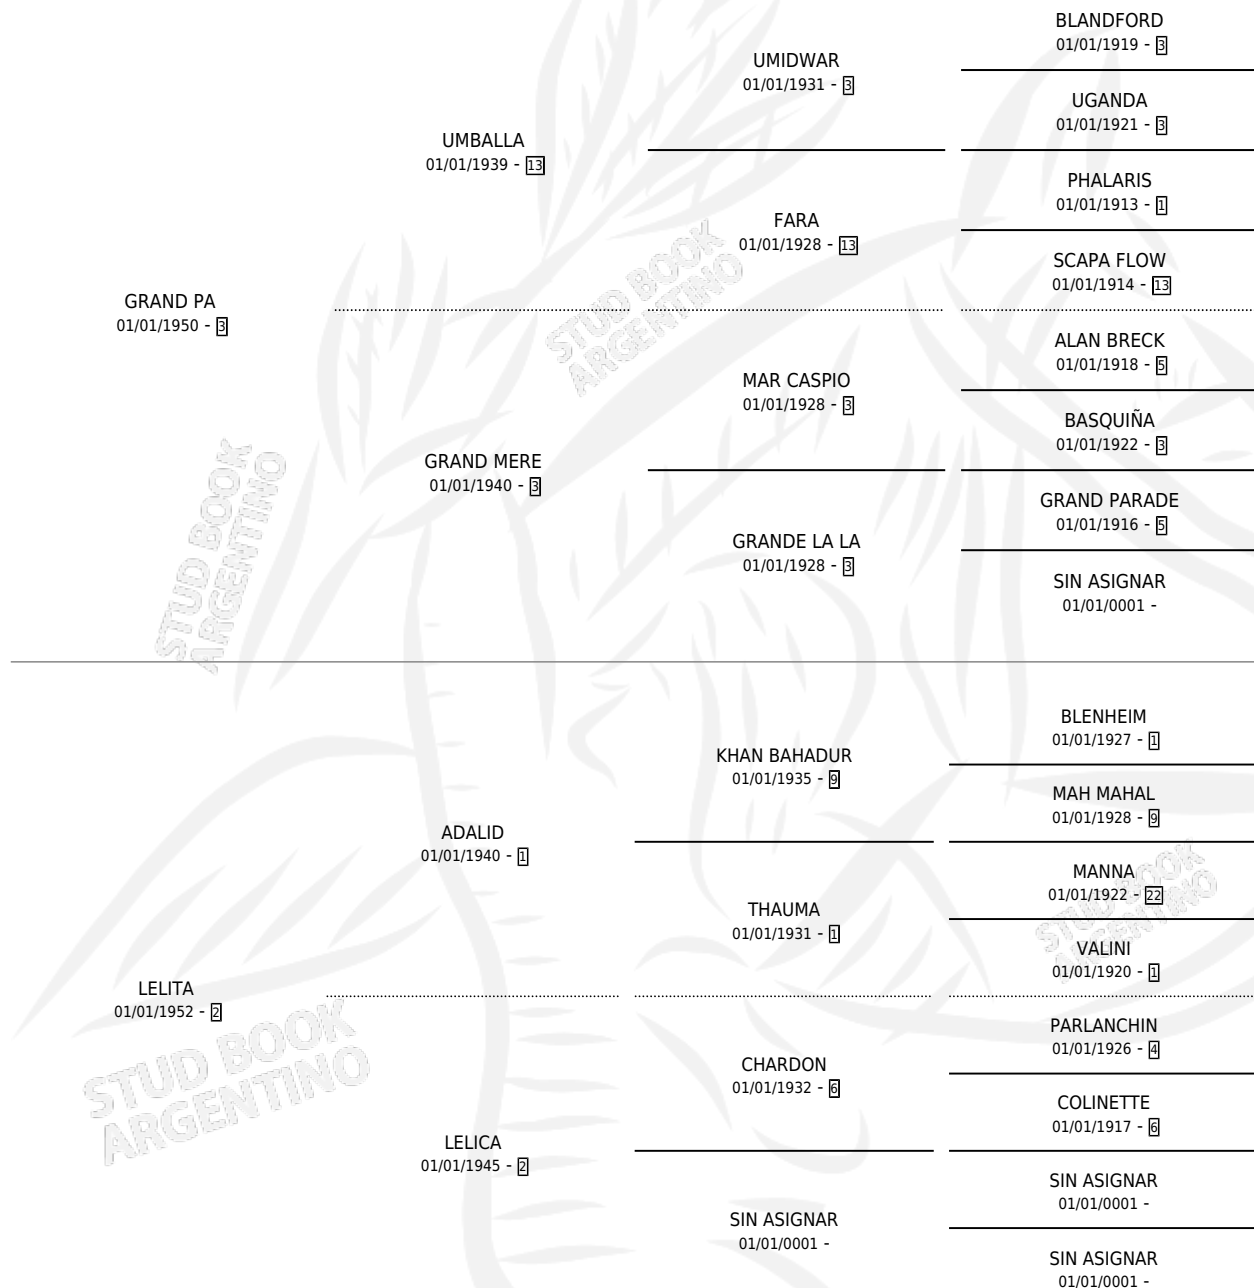 BLANDFORD
01/01/1919 - 3
UMIDWAR
01/01/1931 - 3
UGANDA
01/01/1921 - 3
UMBALLA
01/01/1939 - 13
PHALARIS
01/01/1913 - 1
FARA
01/01/1928 - 13
SCAPA FLOW
01/01/1914 - 13
GRAND PA
01/01/1950 - 3
ALAN BRECK
01/01/1918 - 5
MAR CASPIO
01/01/1928 - 3
BASQUIÑA
01/01/1922 - 3
GRAND MERE
01/01/1940 - 3
GRAND PARADE
01/01/1916 - 5
GRANDE LA LA
01/01/1928 - 3
SIN ASIGNAR
01/01/0001 -
BLENHEIM
01/01/1927 - 1
KHAN BAHADUR
01/01/1935 - 9
MAH MAHAL
01/01/1928 - 9
ADALID
01/01/1940 - 1
MANNA
01/01/1922 - 22
THAUMA
01/01/1931 - 1
VALINI
01/01/1920 - 1
LELITA
01/01/1952 - 2
PARLANCHIN
01/01/1926 - 4
CHARDON
01/01/1932 - 6
COLINETTE
01/01/1917 - 6
LELICA
01/01/1945 - 2
SIN ASIGNAR
01/01/0001 -
SIN ASIGNAR
01/01/0001 -
SIN ASIGNAR
01/01/0001 -
STUD BOOK
ARGENTINO
STUD BOOK
ARGENTINO
STUD BOOK
ARGENTINO
STUD BOOK
ARGENTINO